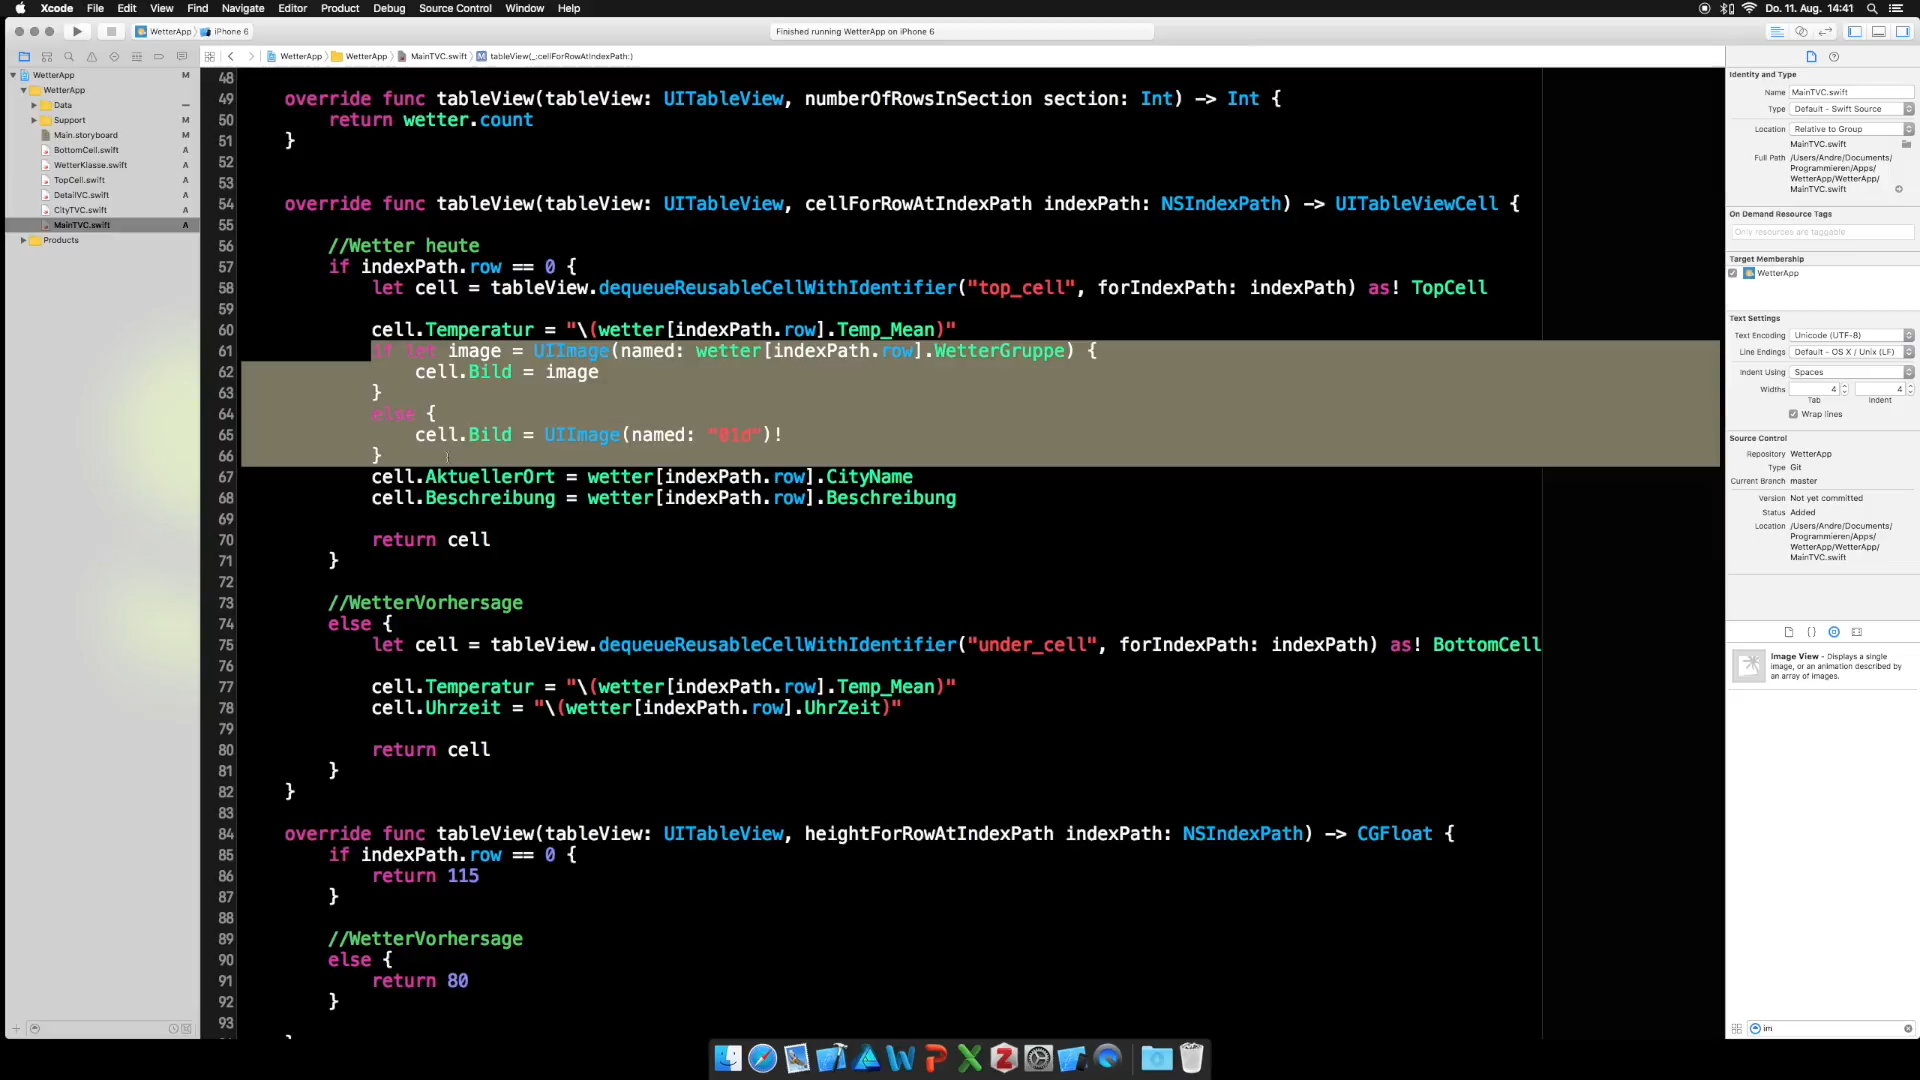 Xcode File Edit View Find Navigate Editor Product Debug Source Control Window Help
Do. 11. Aug. 14:41
WetterApp iPhone 6
Finished running WetterApp on iPhone 6
WetterApp WetterApp MainTVC.swift M tableView(_:cellForRowAtIndexPath:)
WetterApp M
WetterApp
Data
Support M
Main.storyboard M
BottomCell.swift A
WetterKlasse.swift A
TopCell.swift A
DetailVC.swift A
CityTVC.swift A
MainTVC.swift A
Products
48
49 override func tableView(tableView: UITableView, numberOfRowsInSection section: Int) -> Int {
50 return wetter.count
51 }
52
53
54 override func tableView(tableView: UITableView, cellForRowAtIndexPath indexPath: NSIndexPath) -> UITableViewCell {
55
56 //Wetter heute
57 if indexPath.row == 0 {
58 let cell = tableView.dequeueReusableCellWithIdentifier("top_cell", forIndexPath: indexPath) as! TopCell
59
60 cell.Temperatur = "\(wetter[indexPath.row].Temp_Mean)"
61 if let image = UIImage(named: wetter[indexPath.row].WetterGruppe) {
62 cell.Bild = image
63 }
64 else {
65 cell.Bild = UIImage(named: "01d")!
66 }
67 cell.AktuellerOrt = wetter[indexPath.row].CityName
68 cell.Beschreibung = wetter[indexPath.row].Beschreibung
69
70 return cell
71 }
72
73 //WetterVorhersage
74 else {
75 let cell = tableView.dequeueReusableCellWithIdentifier("under_cell", forIndexPath: indexPath) as! BottomCell
76
77 cell.Temperatur = "\(wetter[indexPath.row].Temp_Mean)"
78 cell.Uhrzeit = "\(wetter[indexPath.row].UhrZeit)"
79
80 return cell
81 }
82 }
83
84 override func tableView(tableView: UITableView, heightForRowAtIndexPath indexPath: NSIndexPath) -> CGFloat {
85 if indexPath.row == 0 {
86 return 115
87 }
88
89 //WetterVorhersage
90 else {
91 return 80
92 }
93
Identity and Type
Name MainTVC.swift
Type Default - Swift Source
Location Relative to Group
MainTVC.swift
Full Path /Users/Andre/Documents/
Programmieren/Apps/
WetterApp/WetterApp/
MainTVC.swift
On Demand Resource Tags
Only resources are taggable
Target Membership
WetterApp
Text Settings
Text Encoding Unicode (UTF-8)
Line Endings Default - OS X / Unix (LF)
Indent Using Spaces
Widths 4 4
Tab Indent
Wrap lines
Source Control
Repository WetterApp
Type Git
Current Branch master
Version Not yet committed
Status Added
Location /Users/Andre/Documents/
Programmieren/Apps/
WetterApp/WetterApp/
MainTVC.swift
Image View - Displays a single
image, or an animation described by
an array of images.
im